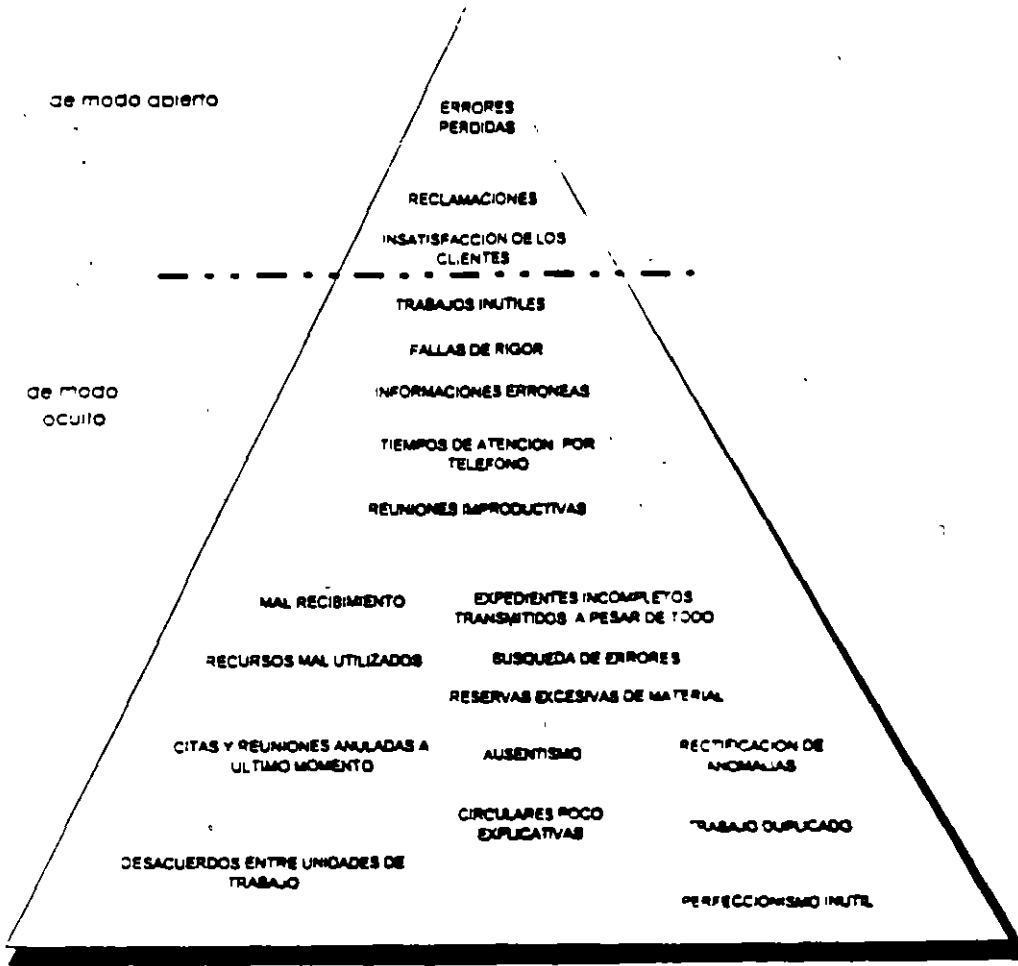 de modo abierto
ERRORES
PERDIDAS
RECLAMACIONES
INSATISFACCION DE LOS
CLIENTES
TRABAJOS INUTILES
FALLAS DE RIGOR
de modo
oculto
INFORMACIONES ERRONEAS
TIEMPOS DE ATENCION POR
TELEFONO
REUNIONES IMPRODUCTIVAS
MAL RECIBIMIENTO
EXPEDIENTES INCOMPLETOS
TRANSMITIDOS A PESAR DE TODO
RECURSOS MAL UTILIZADOS
BUSQUEDA DE ERRORES
RESERVAS EXCESIVAS DE MATERIAL
CITAS Y REUNIONES ANULADAS A
ULTIMO MOMENTO
AUSENTISMO
RECTIFICACION DE
ANOMALIAS
CIRCULARES POCO
EXPLICATIVAS
TRABAJO DUPLICADO
DESACUERDOS ENTRE UNIDADES DE
TRABAJO
PERFECCIONISMO INUTIL